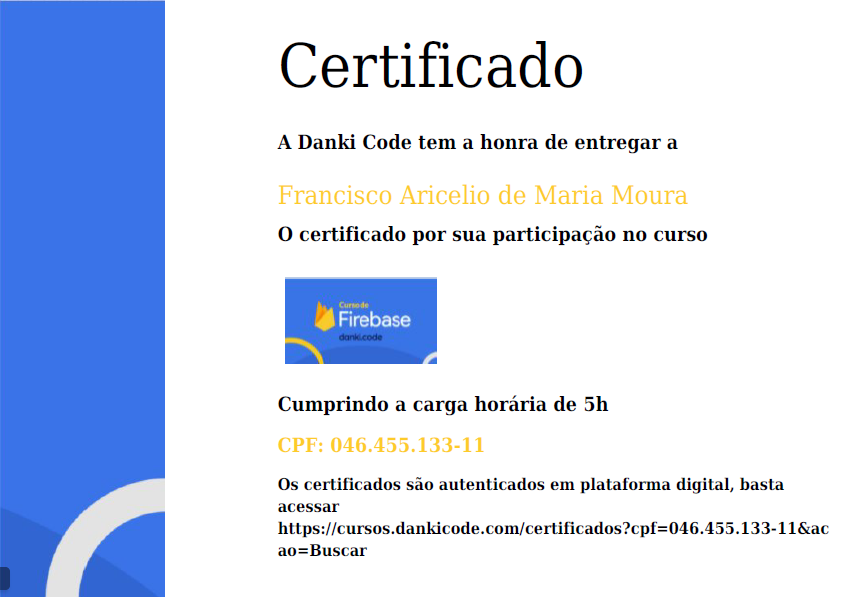 Certificado
A Danki Code tem a honra de entregar a
Francisco Aricelio de Maria Moura
O certificado por sua participação no curso
Curso de
Firebase
danki.code
Cumprindo a carga horária de 5h
CPF: 046.455.133-11
Os certificados são autenticados em plataforma digital, basta
acessar
https://cursos.dankicode.com/certificados?cpf=046.455.133-11&ac
ao=Buscar